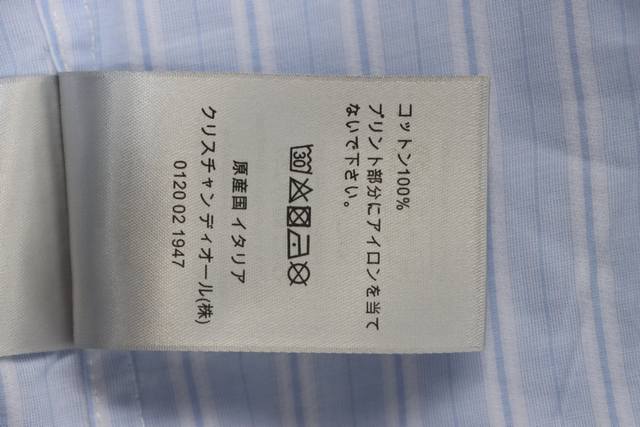 コットン100%
プリント部分にアイロンを当て
ないで下さい。
30
原産国 イタリア
クリスチャン ディオール(株)
0120 02 1947